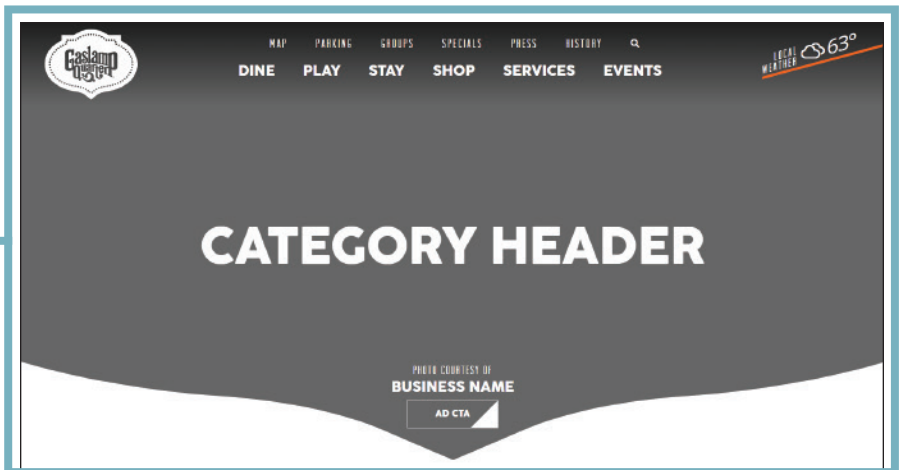 Gaslamp
Quarter
MAP PARKING GROUPS SPECIALS PRESS HISTORY
DINE PLAY STAY SHOP SERVICES EVENTS
LOCAL
WEATHER
63°
CATEGORY HEADER
PHOTO COURTESY OF
BUSINESS NAME
AD CTA